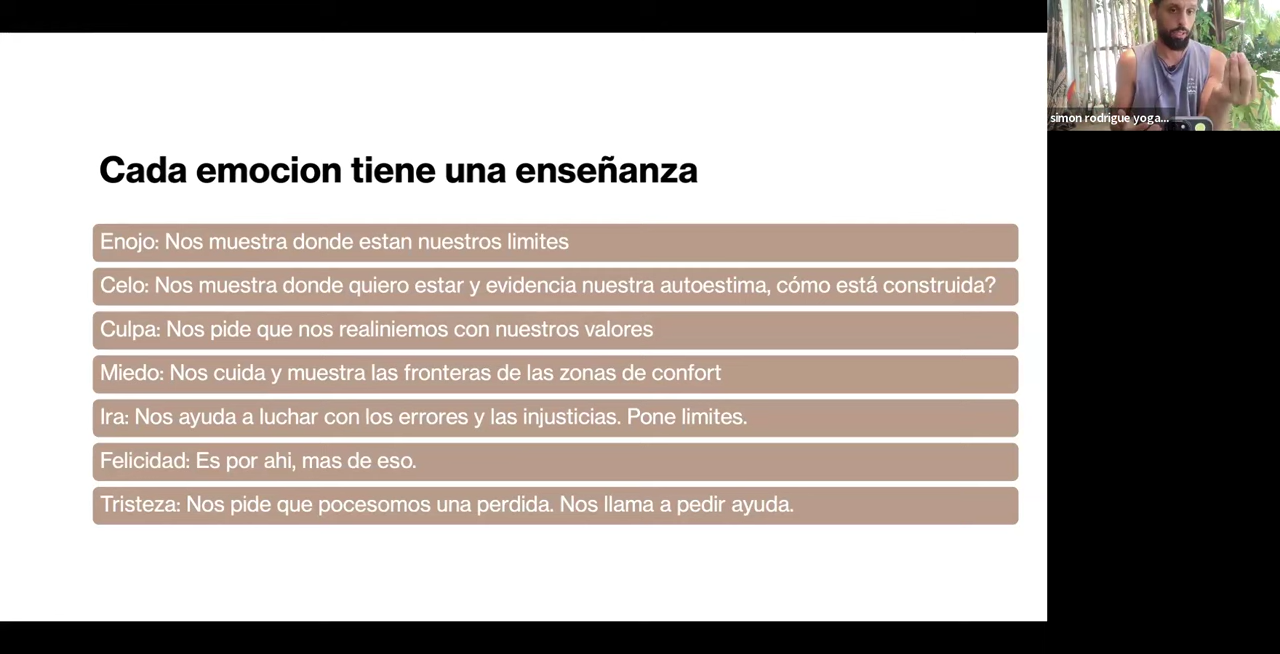 simon rodrigue yoga...
Cada emocion tiene una enseñanza
Enojo: Nos muestra donde estan nuestros limites
Celo: Nos muestra donde quiero estar y evidencia nuestra autoestima, cómo está construida?
Culpa: Nos pide que nos realiniemos con nuestros valores
Miedo: Nos cuida y muestra las fronteras de las zonas de confort
Ira: Nos ayuda a luchar con los errores y las injusticias. Pone limites.
Felicidad: Es por ahi, mas de eso.
Tristeza: Nos pide que pocesomos una perdida. Nos llama a pedir ayuda.